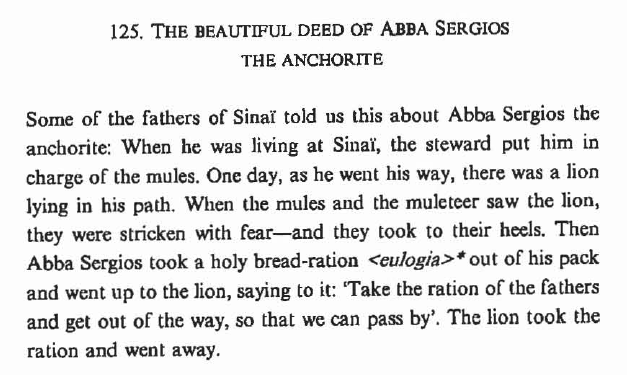 125. THE BEAUTIFUL DEED OF ABBA SERGIOS
THE ANCHORITE
Some of the fathers of Sinaï told us this about Abba Sergios the
anchorite: When he was living at Sinaï, the steward put him in
charge of the mules. One day, as he went his way, there was a lion
lying in his path. When the mules and the muleteer saw the lion,
they were stricken with fear—and they took to their heels. Then
Abba Sergios took a holy bread-ration <eulogia>* out of his pack
and went up to the lion, saying to it: 'Take the ration of the fathers
and get out of the way, so that we can pass by'. The lion took the
ration and went away.